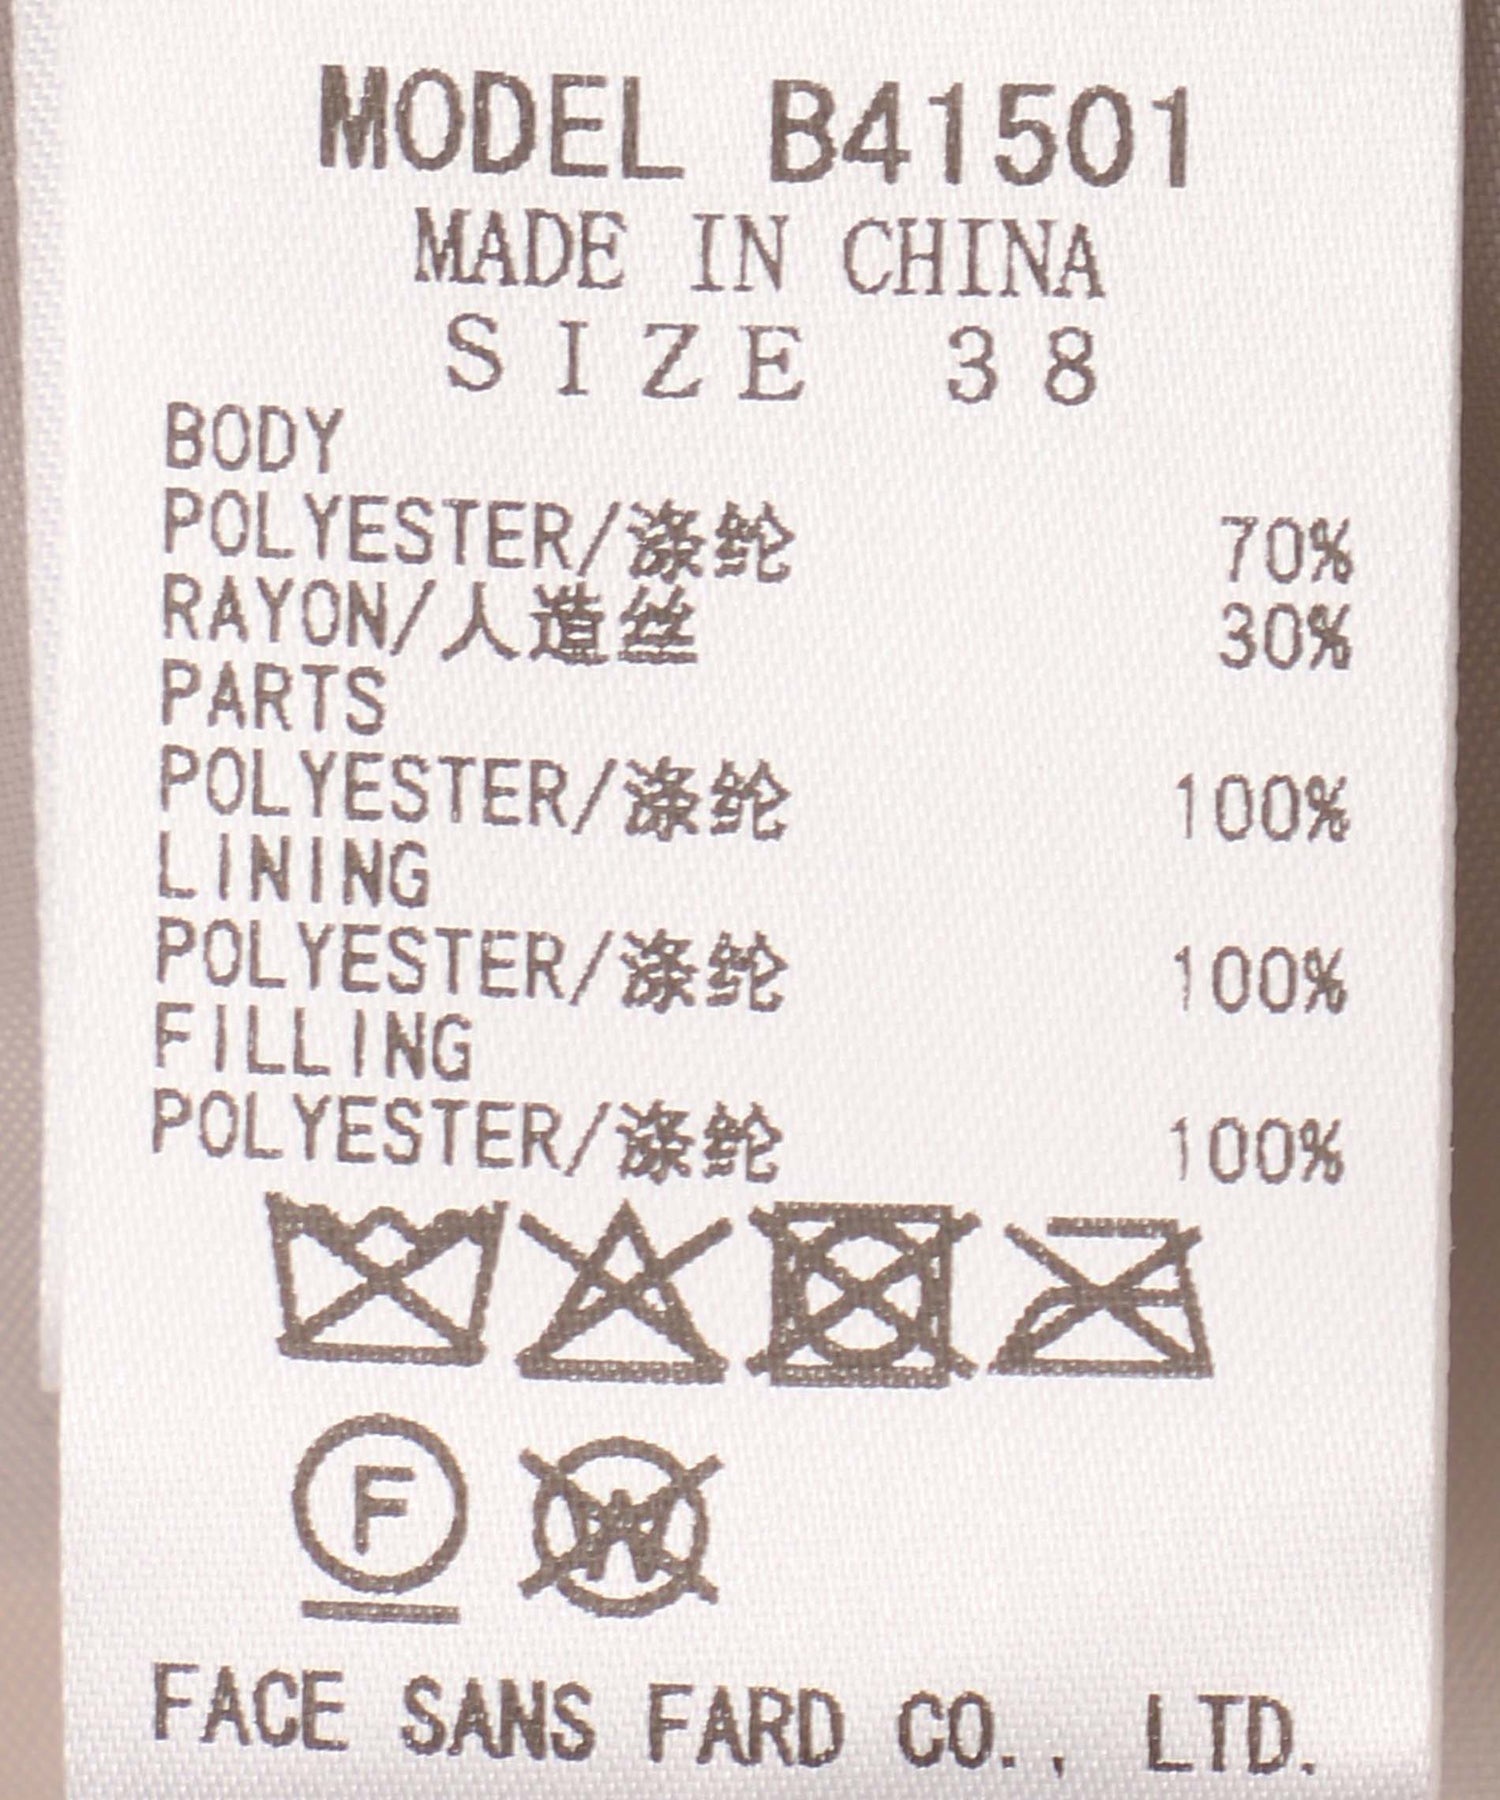 MODEL B41501
MADE IN CHINA
SIZE 38
BODY
POLYESTER/涤纶 70%
RAYON/人造丝 30%
PARTS
POLYESTER/涤纶 100%
LINING
POLYESTER/涤纶 100%
FILLING
POLYESTER/涤纶 100%
F W
FACE SANS FARD CO., LTD.